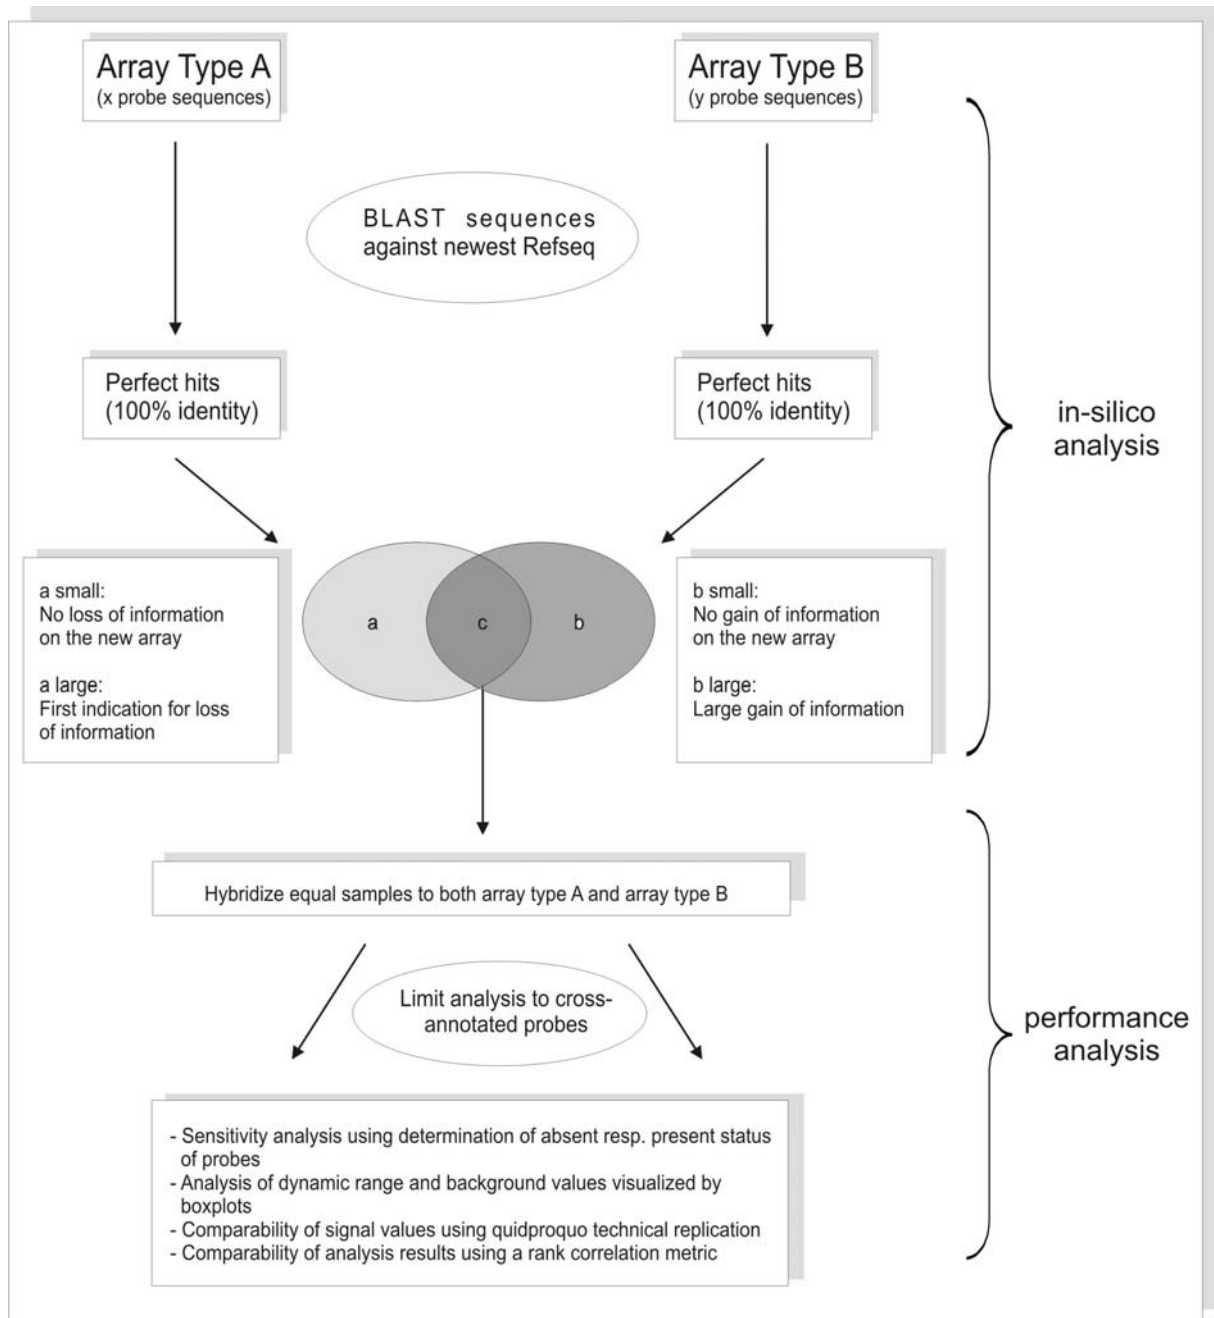 Array Type A
(x probe sequences)
Array Type B
(y probe sequences)
BLAST sequences
against newest Refseq
Perfect hits
(100% identity)
Perfect hits
(100% identity)
in-silico
analysis
a small:
No loss of information
on the new array
a large:
First indication for loss
of information
a
c
b
b small:
No gain of information
on the new array
b large:
Large gain of information
Hybridize equal samples to both array type A and array type B
Limit analysis to cross-
annotated probes
performance
analysis
- Sensitivity analysis using determination of absent resp. present status
of probes
- Analysis of dynamic range and background values visualized by
boxplots
- Comparability of signal values using quidproquo technical replication
- Comparability of analysis results using a rank correlation metric